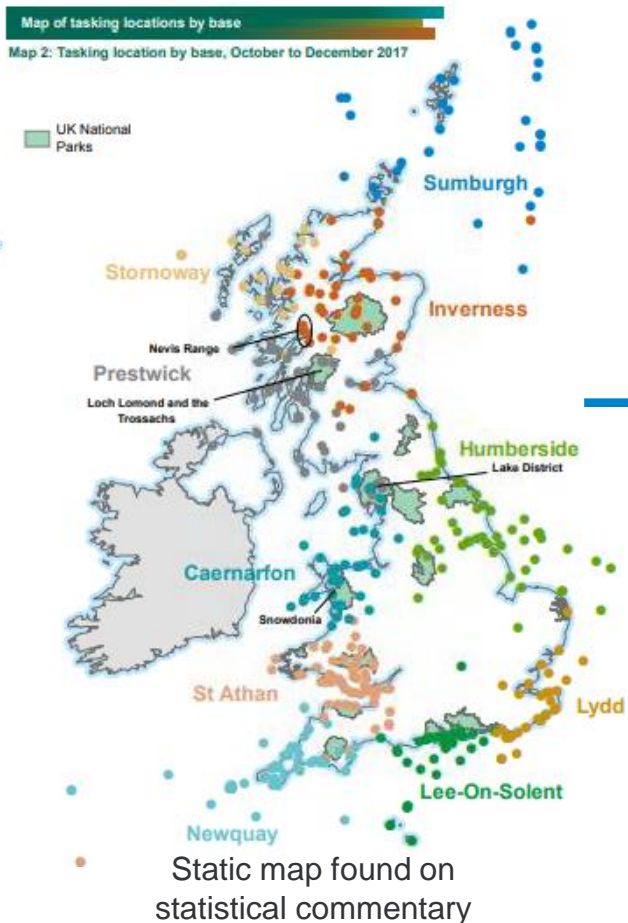 Map of tasking locations by base
Map 2: Tasking location by base, October to December 2017
UK National
Parks
Sumburgh
Stornoway
Inverness
Nevis Range
Prestwick
Loch Lomond and the
Trossachs
Humberside
Lake District
Caernarfon
Snowdonia
St Athan
Lydd
Lee-On-Solent
Newquay
Static map found on
statistical commentary